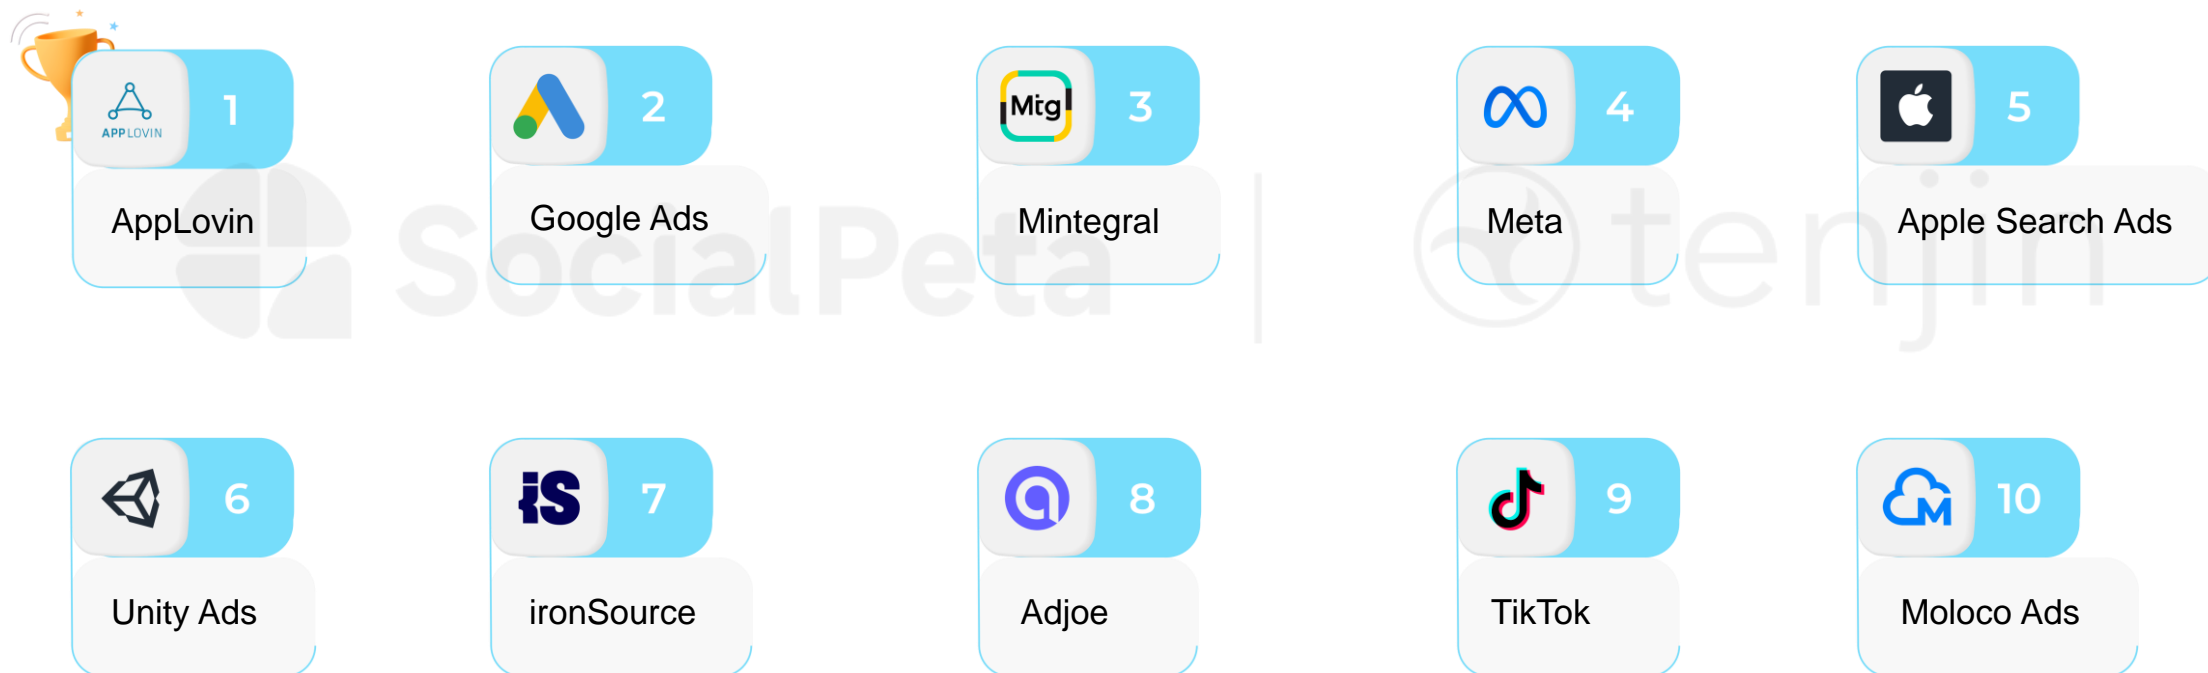 1
APPLOVIN
AppLovin
2
Google Ads
Mtg
3
Mintegral
4
Meta
5
Apple Search Ads
SocialPeta
tenjin
6
Unity Ads
iS
7
ironSource
8
Adjoe
9
TikTok
M
10
Moloco Ads